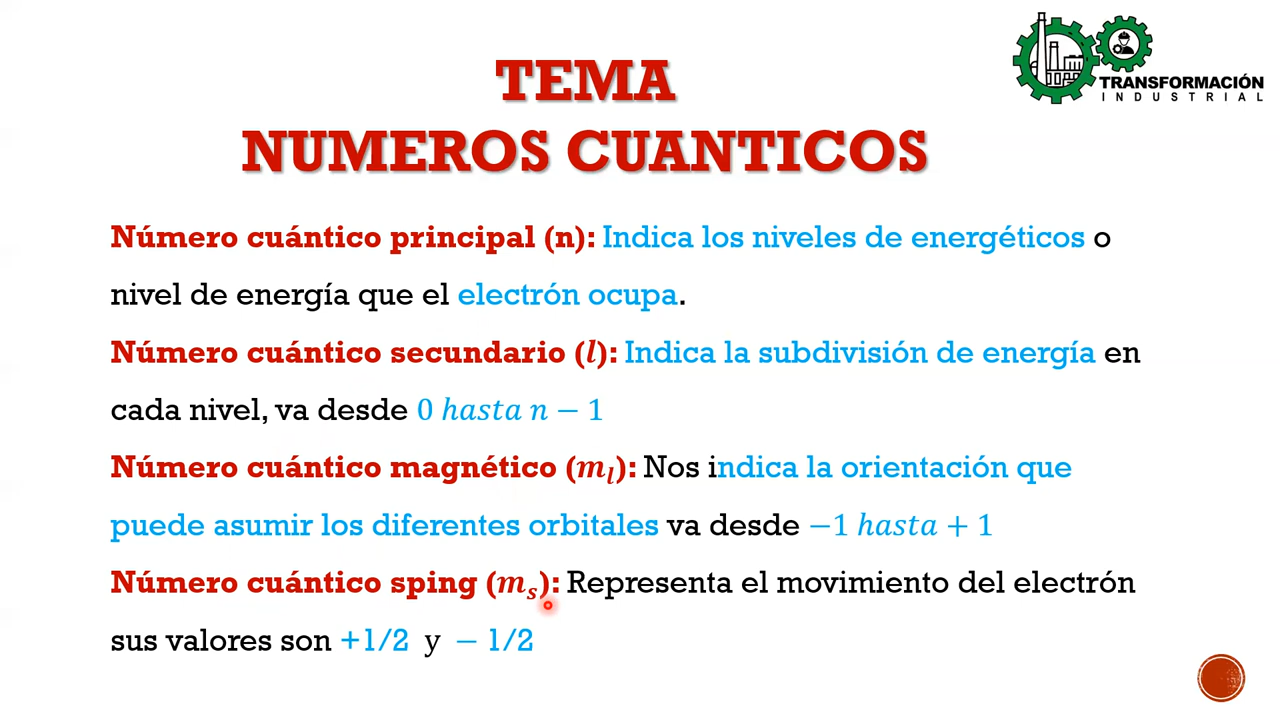 TRANSFORMACIÓN
INDUSTRIAL
TEMA
NUMEROS CUANTICOS
Número cuántico principal (n): Indica los niveles de energéticos o
nivel de energía que el electrón ocupa.
Número cuántico secundario (l): Indica la subdivisión de energía en
cada nivel, va desde 0 hasta n − 1
Número cuántico magnético (mₗ): Nos indica la orientación que
puede asumir los diferentes orbitales va desde −1 hasta + 1
Número cuántico sping (mₛ): Representa el movimiento del electrón
sus valores son +1/2 y − 1/2